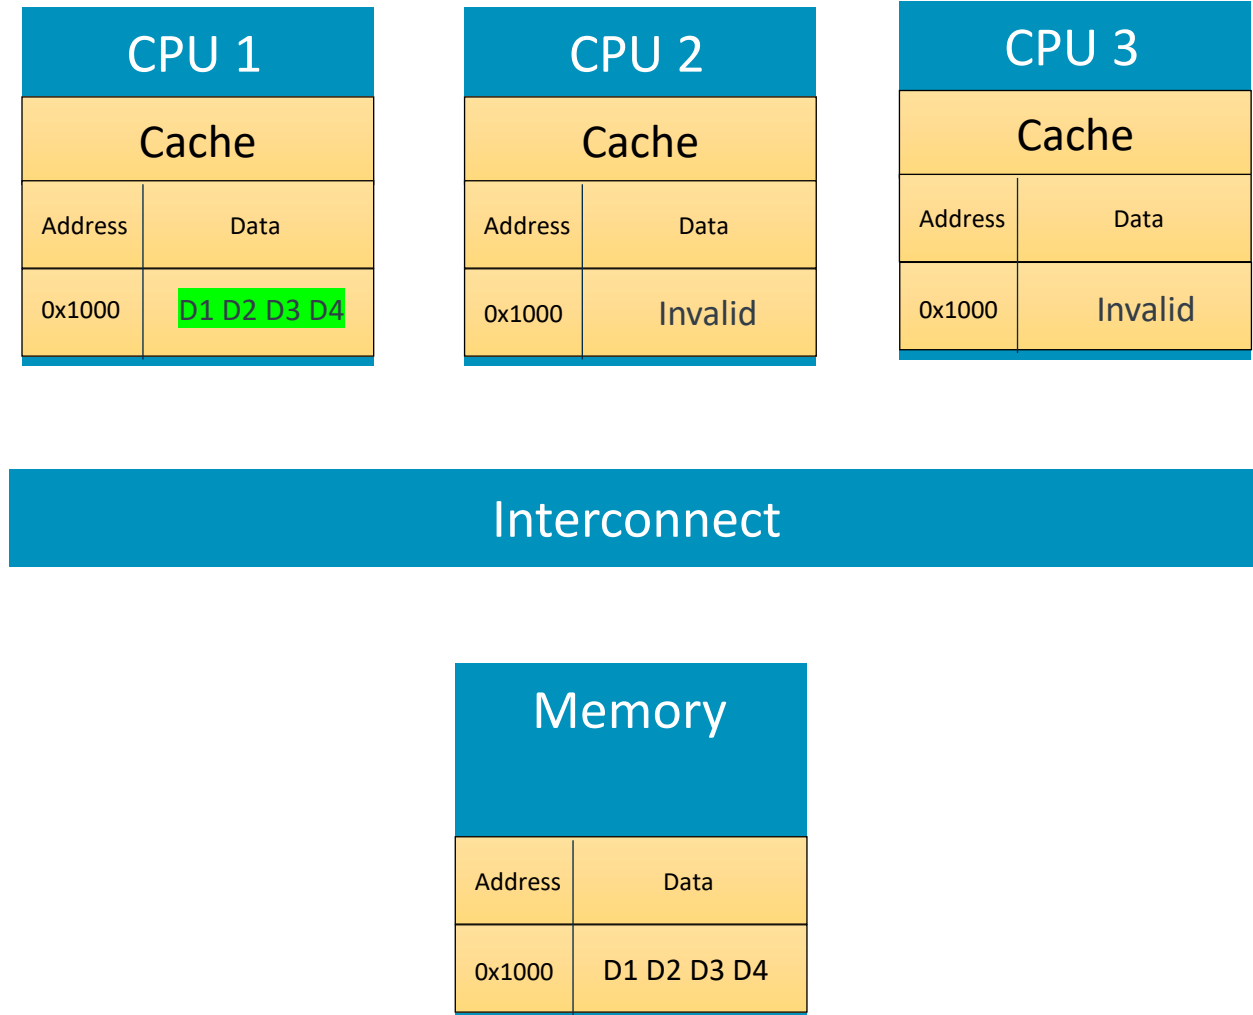 CPU 1
Cache
Address Data
0x1000 D1 D2 D3 D4
CPU 2
Cache
Address Data
0x1000 Invalid
CPU 3
Cache
Address Data
0x1000 Invalid
Interconnect
Memory
Address Data
0x1000 D1 D2 D3 D4